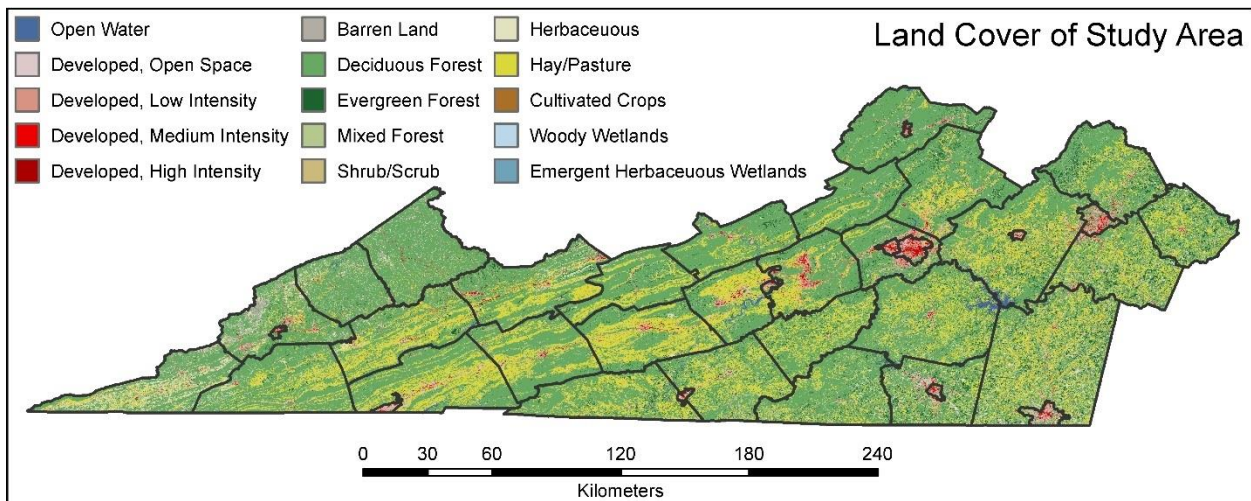 Land Cover of Study Area
Open Water
Developed, Open Space
Developed, Low Intensity
Developed, Medium Intensity
Developed, High Intensity
Barren Land
Deciduous Forest
Evergreen Forest
Mixed Forest
Shrub/Scrub
Herbaceuous
Hay/Pasture
Cultivated Crops
Woody Wetlands
Emergent Herbaceuous Wetlands
0 30 60 120 180 240
Kilometers